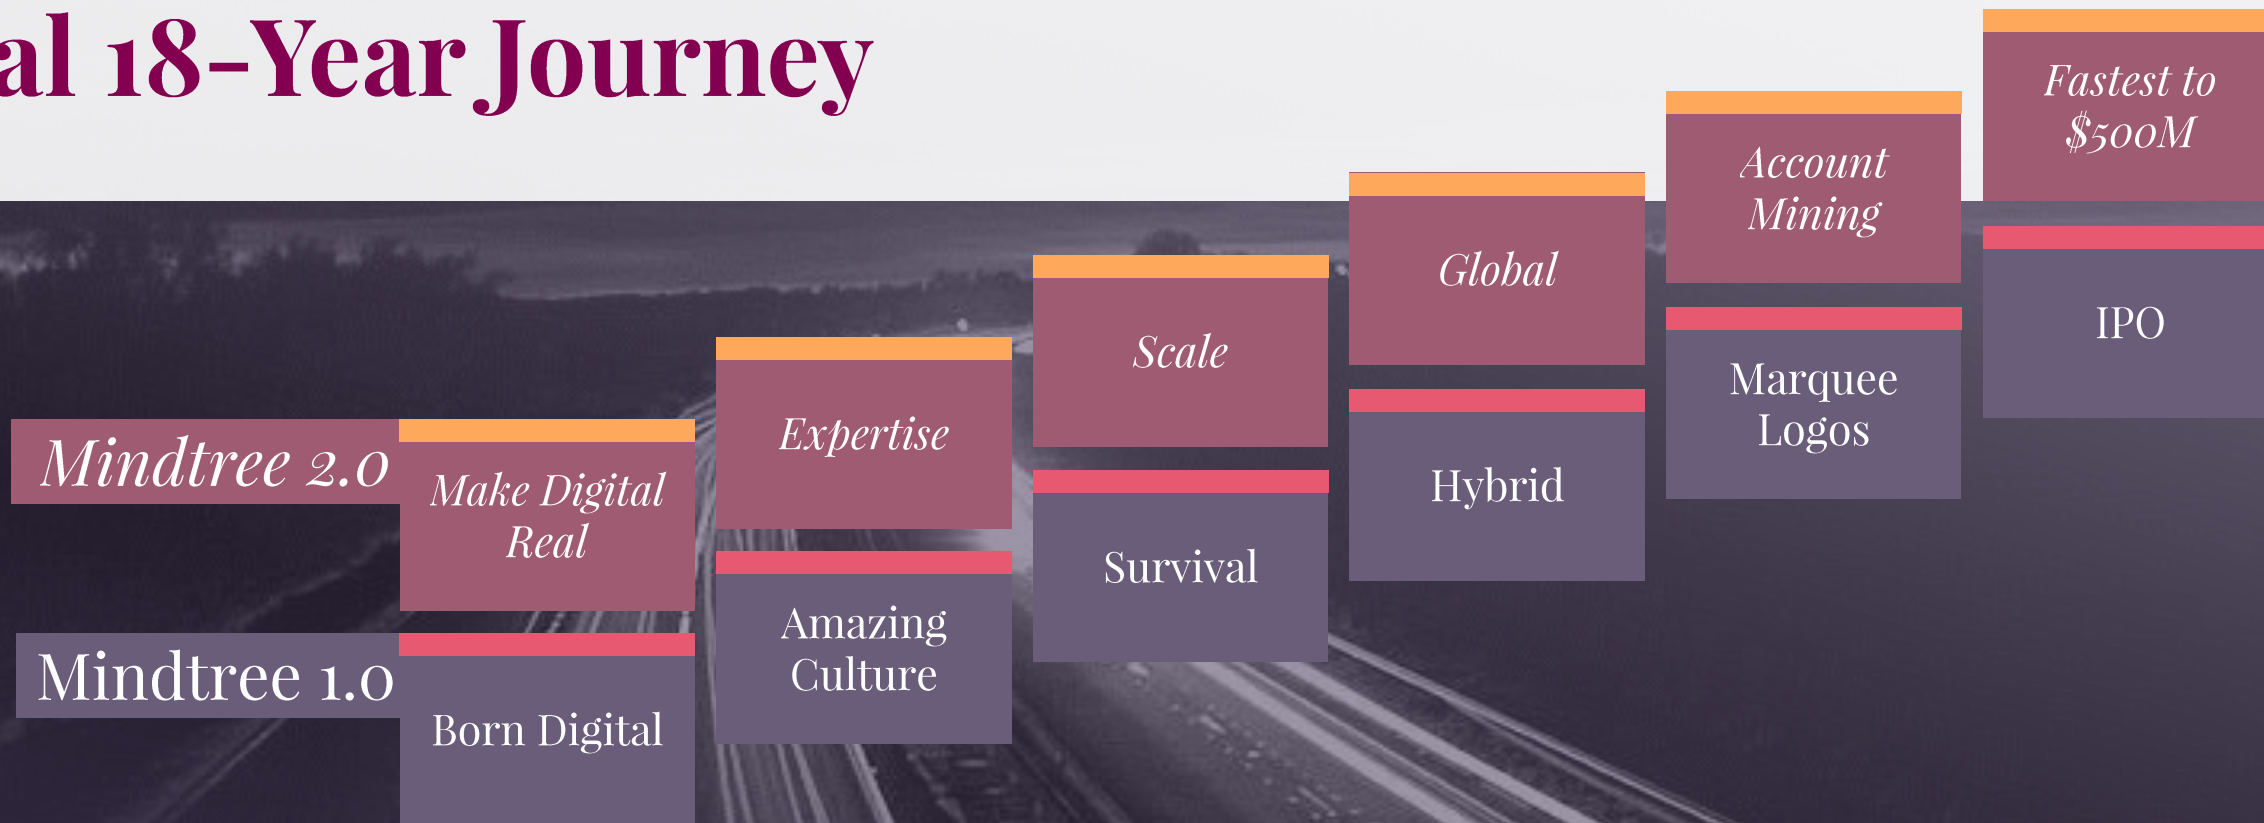 al 18-Year Journey
Fastest to
$500M
Account
Mining
Global
Scale
Expertise
Mindtree 2.0
Make Digital
Real
IPO
Marquee
Logos
Hybrid
Survival
Amazing
Culture
Mindtree 1.0
Born Digital